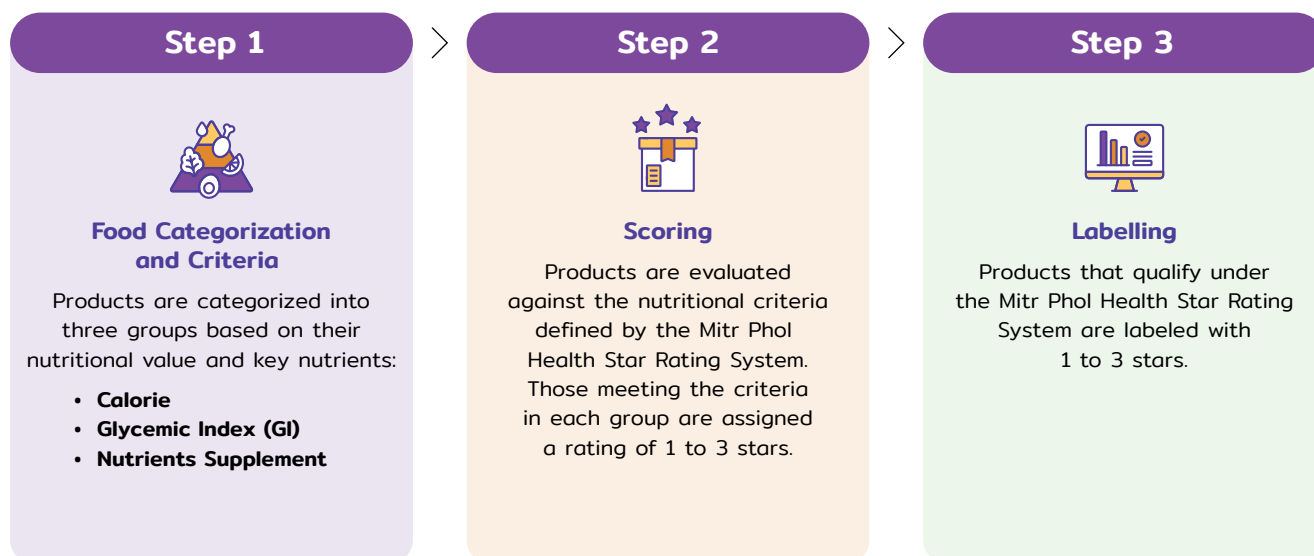 Step 1
Food Categorization
and Criteria
Products are categorized into
three groups based on their
nutritional value and key nutrients:
• Calorie
• Glycemic Index (GI)
• Nutrients Supplement
Step 2
Scoring
Products are evaluated
against the nutritional criteria
defined by the Mitr Phol
Health Star Rating System.
Those meeting the criteria
in each group are assigned
a rating of 1 to 3 stars.
Step 3
Labelling
Products that qualify under
the Mitr Phol Health Star Rating
System are labeled with
1 to 3 stars.